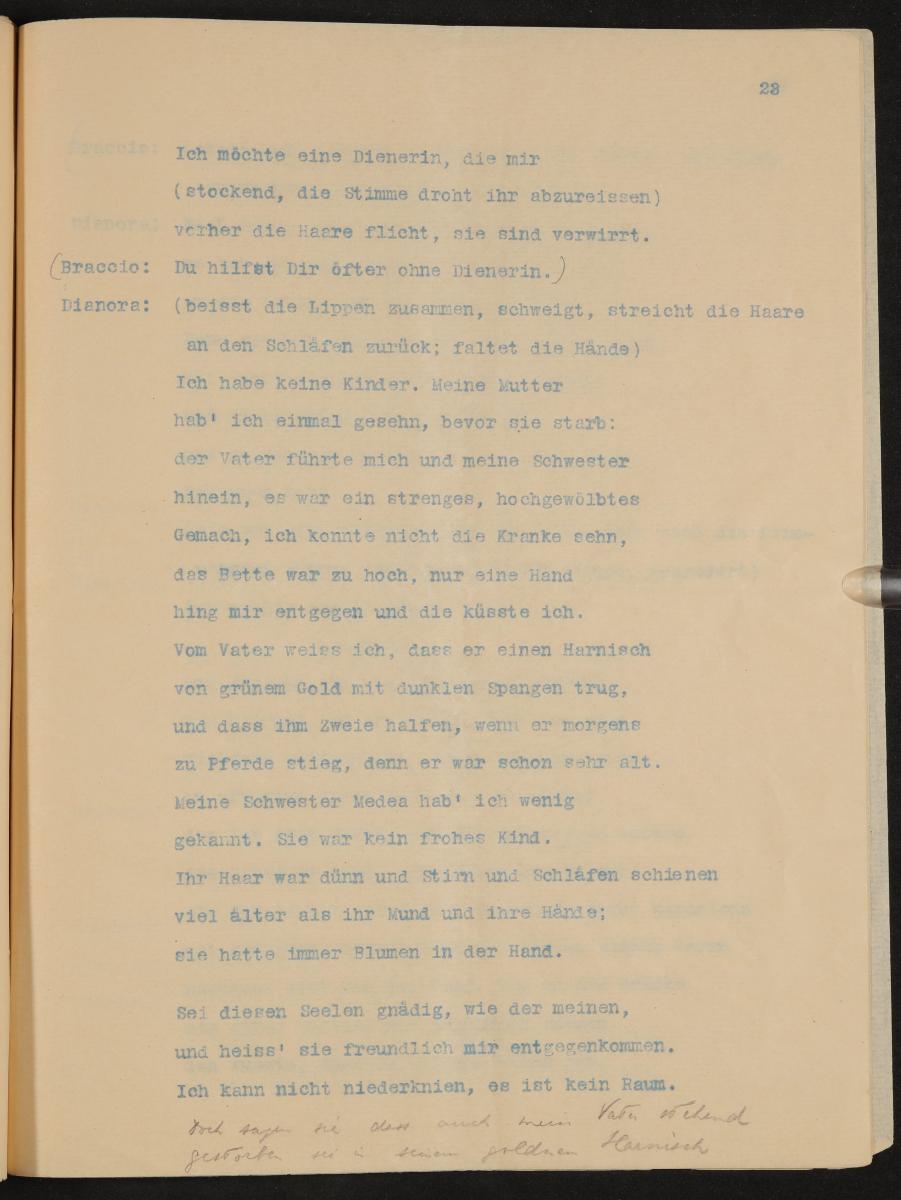 23
Ich möchte eine Dienerin, die mir
(stockend, die Stimme droht ihr abzureissen)
vorher die Haare flicht, sie sind verwirrt.
(Braccio: Du hilfst Dir öfter ohne Dienerin.)
Dianora: (beisst die Lippen zusammen, schweigt, streicht die Haare
an den Schläfen zurück; faltet die Hände)
Ich habe keine Kinder. Meine Mutter
hab' ich einmal gesehn, bevor sie starb:
der Vater führte mich und meine Schwester
hinein, es war ein strenges, hochgewölbtes
Gemach, ich konnte nicht die Kranke sehn,
das Bette war zu hoch, nur eine Hand
hing mir entgegen und die küsste ich.
Vom Vater weiss ich, dass er einen Harnisch
von grünem Gold mit dunklen Spangen trug,
und dass ihm Zweie halfen, wenn er morgens
zu Pferde stieg, denn er war schon sehr alt.
Meine Schwester Medea hab' ich wenig
gekannt. Sie war kein frohes Kind.
Ihr Haar war dünn und Stirn und Schläfen schienen
viel älter als ihr Mund und ihre Hände;
sie hatte immer Blumen in der Hand.
Sei diesen Seelen gnädig, wie der meinen,
und heiss' sie freundlich mir entgegenkommen.
Ich kann nicht niederknien, es ist kein Raum.
Doch sagen sie dass auch mein Vater stehend
gestorben sei in seinem goldnen Harnisch